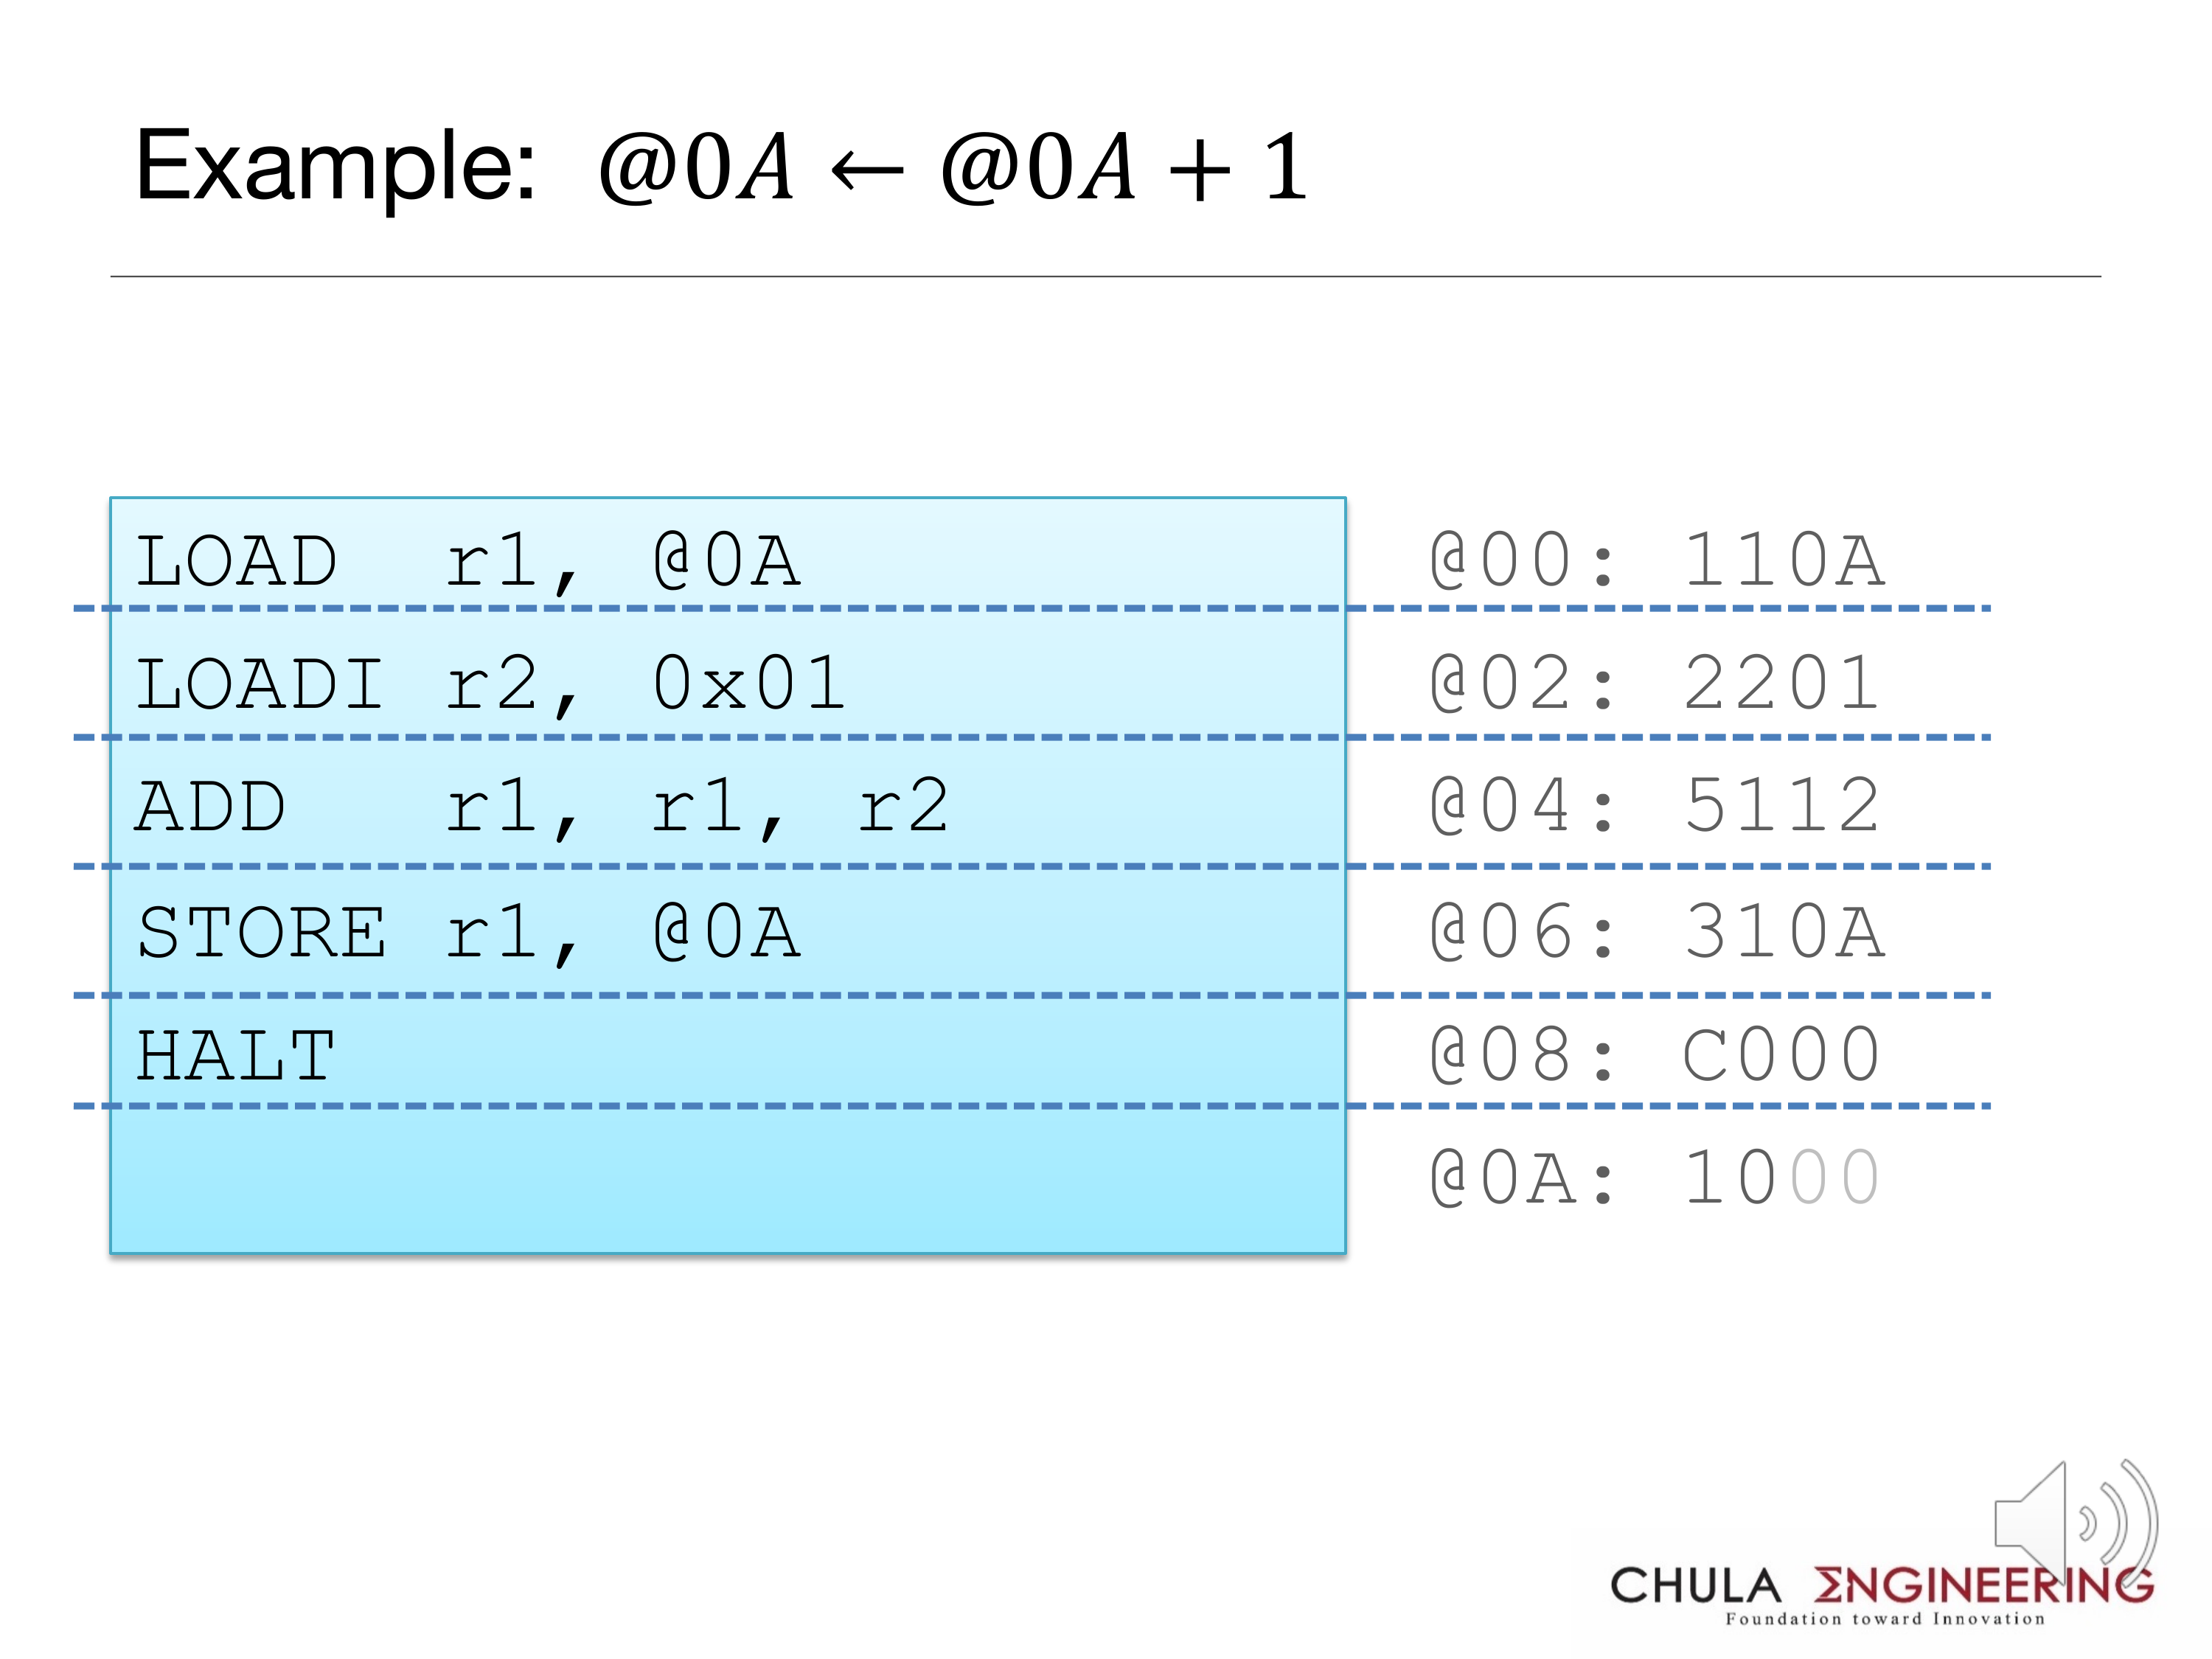 Example: @0A ← @0A + 1
LOAD r1, @0A @00: 110A
LOADI r2, 0x01 @02: 2201
ADD r1, r1, r2 @04: 5112
STORE r1, @0A @06: 310A
HALT @08: C000
@0A: 1000
CHULA ΣNGINEERING
Foundation toward Innovation